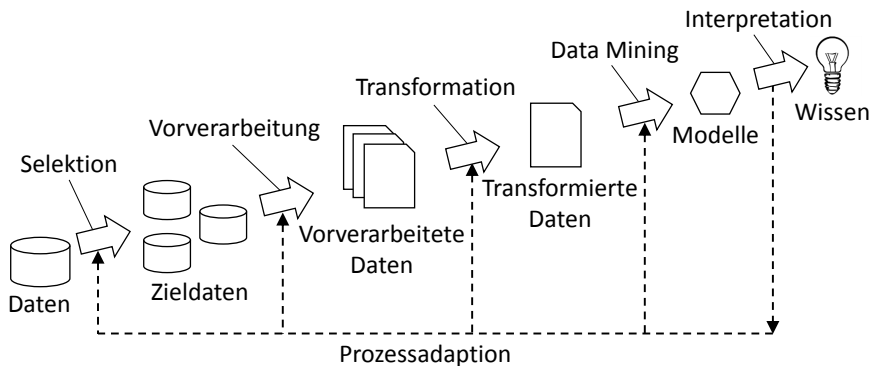 Interpretation
Data Mining
Transformation
Wissen
Vorverarbeitung
Modelle
Selektion
Transformierte
Daten
Vorverarbeitete
Daten
Zieldaten
Daten
Prozessadaption